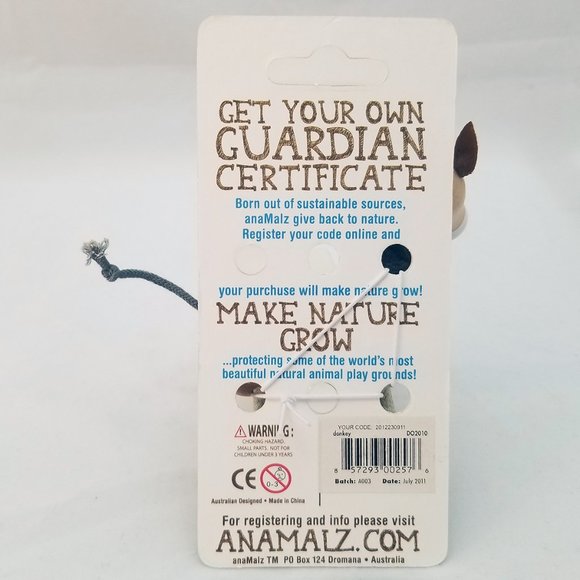 GET YOUR OWN
GUARDIAN
CERTIFICATE
Born out of sustainable sources,
anaMalz give back to nature.
Register your code online and
your purchuse will make nature grow!
MAKE NATURE
GROW
...protecting some of the world's most
beautiful natural animal play grounds!
WARNING:
CHOKING HAZARD.
SMALL PARTS. NOT FOR
CHILDREN UNDER 3 YEARS
CE 0-3
Australian Designed • Made in China
YOUR CODE: 2012230911
donkey DO2010
8 57293 00257 6
Batch: A003 Date: July 2011
For registering and info please visit
ANAMALZ.COM
anaMalz TM PO Box 124 Dromana • Australia